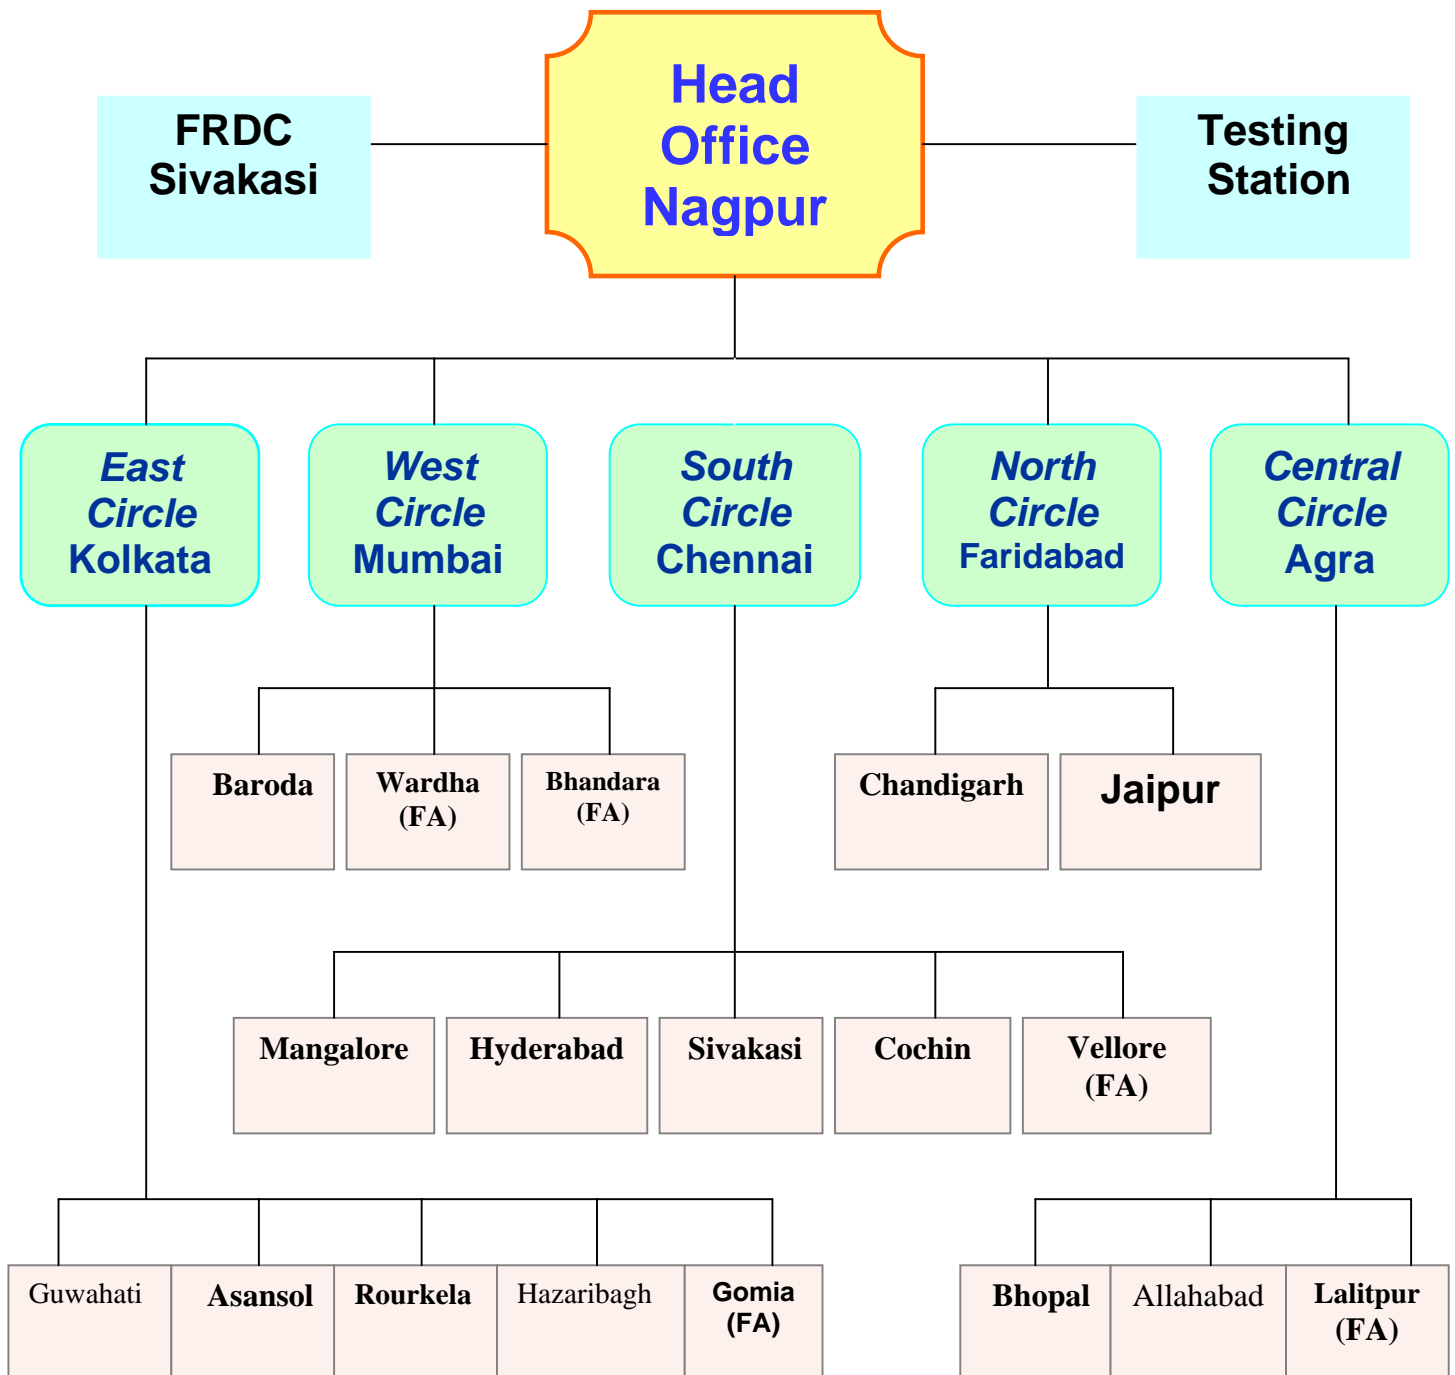 FRDC
Sivakasi
Head
Office
Nagpur
Testing
Station
East
Circle
Kolkata
West
Circle
Mumbai
South
Circle
Chennai
North
Circle
Faridabad
Central
Circle
Agra
Baroda
Wardha
(FA)
Bhandara
(FA)
Chandigarh
Jaipur
Mangalore
Hyderabad
Sivakasi
Cochin
Vellore
(FA)
Guwahati
Asansol
Rourkela
Hazaribagh
Gomia
(FA)
Bhopal
Allahabad
Lalitpur
(FA)